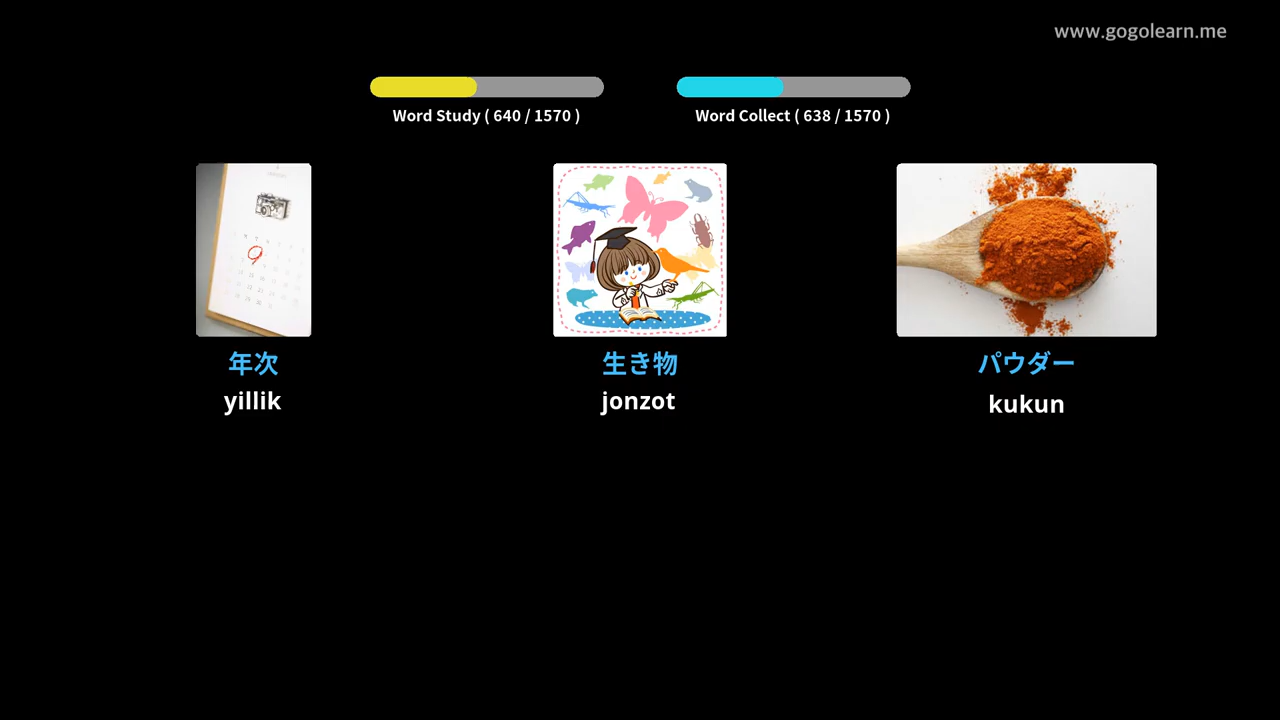 www.gogolearn.me
Word Study ( 640 / 1570 )
Word Collect ( 638 / 1570 )
年次
yillik
生き物
jonzot
パウダー
kukun